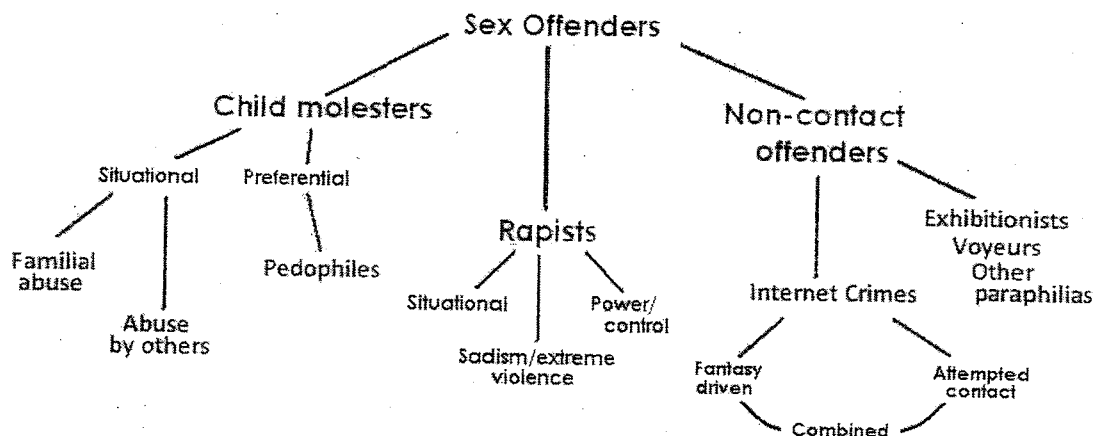 Sex Offenders
Child molesters
Situational
Preferential
Familial
abuse
Abuse
by others
Pedophiles
Rapists
Situational
Sadism/extreme
violence
Power/
control
Non-contact
offenders
Internet Crimes
Fantasy
driven
Attempted
contact
Combined
Exhibitionists
Voyeurs
Other
paraphilias